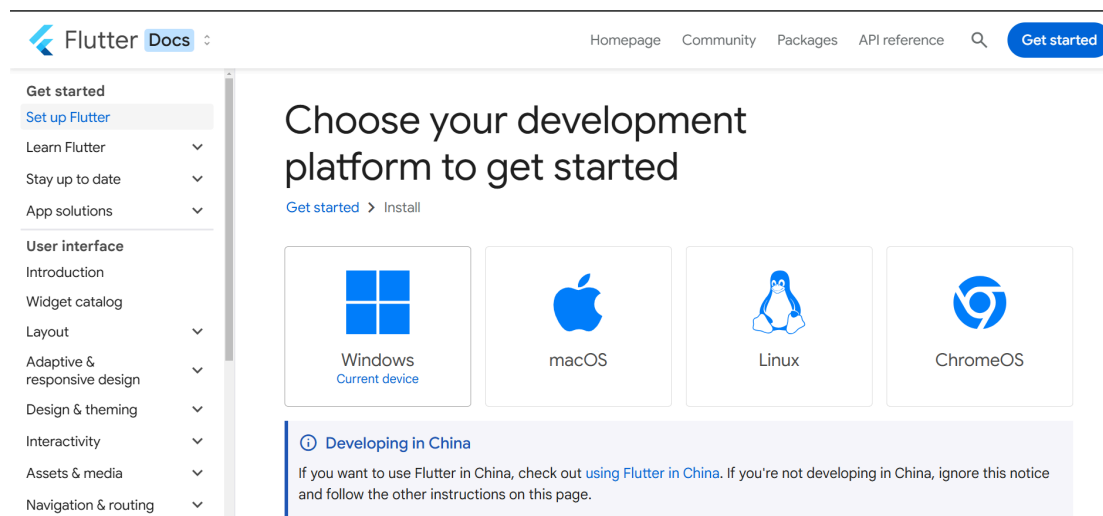 Flutter Docs
Homepage Community Packages API reference Get started
Get started
Set up Flutter
Learn Flutter
Stay up to date
App solutions
User interface
Introduction
Widget catalog
Layout
Adaptive &
responsive design
Design & theming
Interactivity
Assets & media
Navigation & routing
Choose your development
platform to get started
Get started Install
Windows
Current device
macOS
Linux
ChromeOS
Developing in China
If you want to use Flutter in China, check out using Flutter in China. If you're not developing in China, ignore this notice
and follow the other instructions on this page.